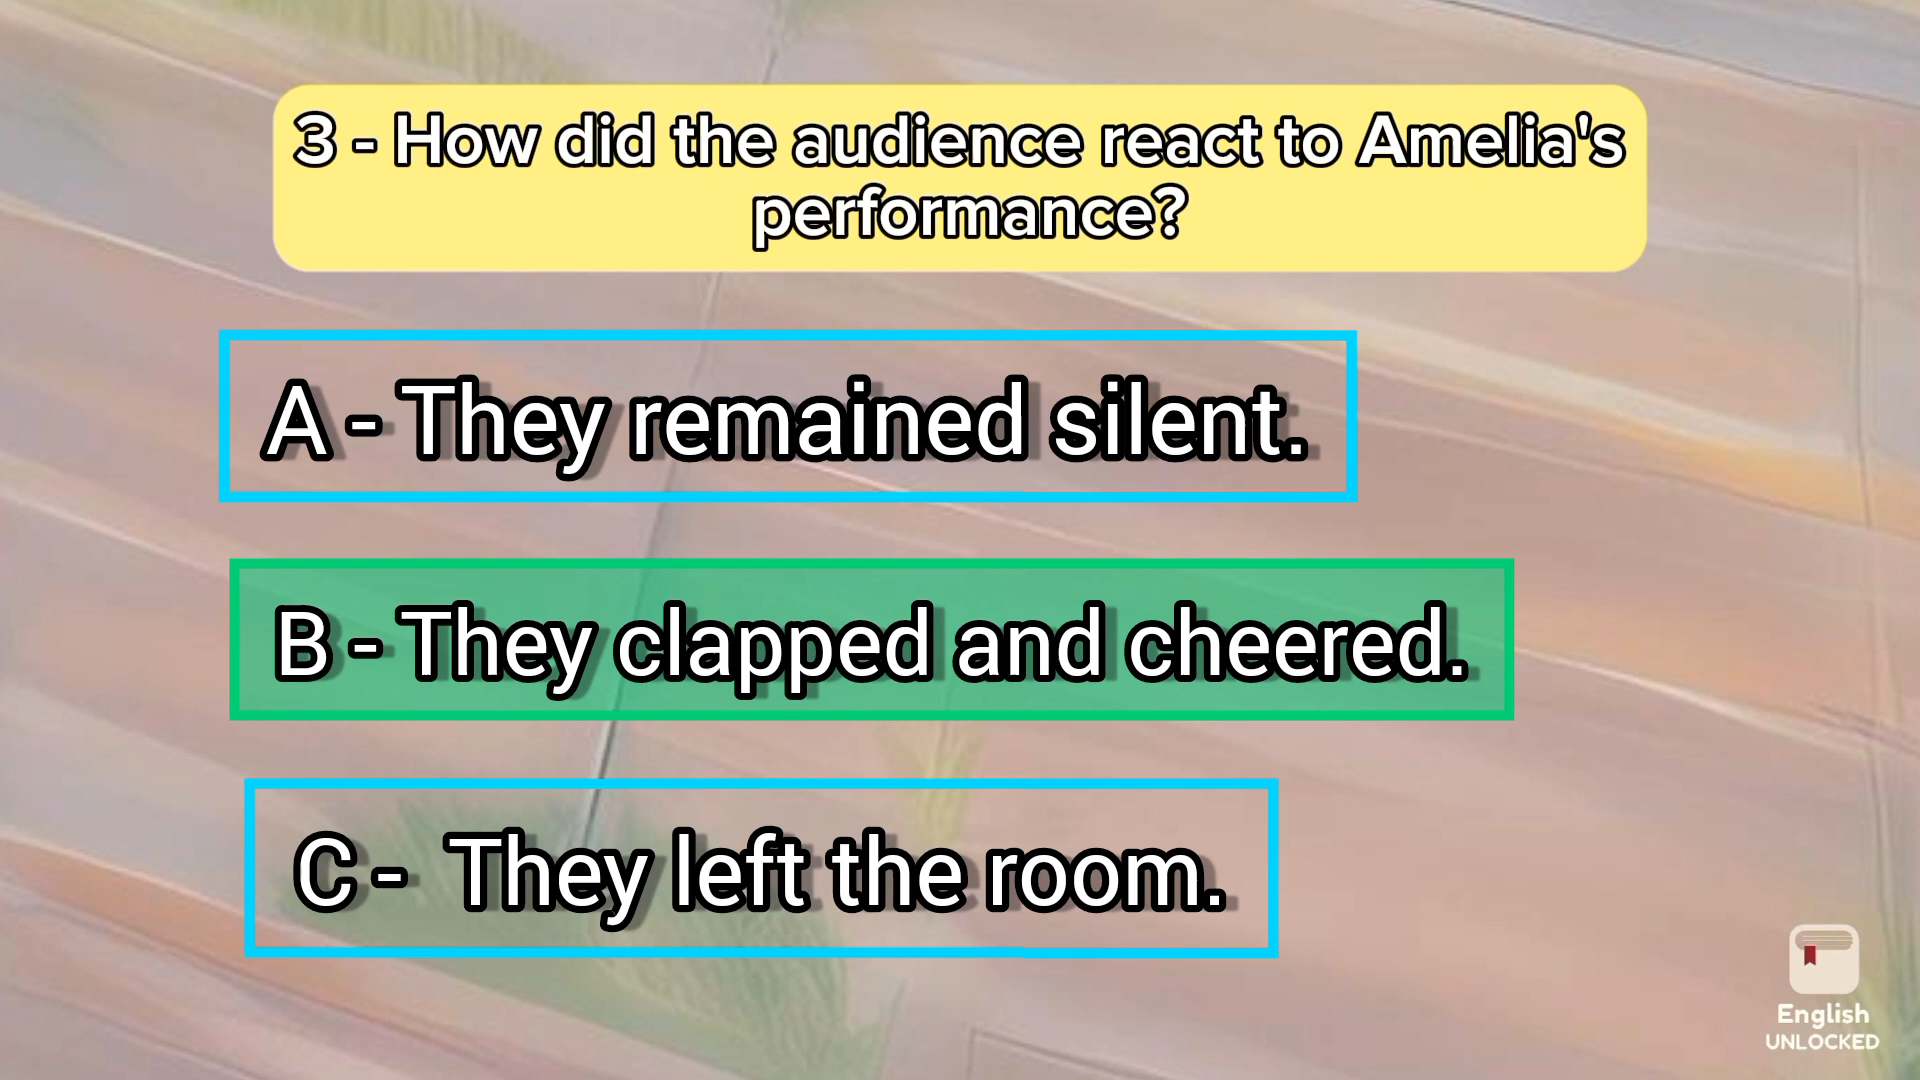 3 - How did the audience react to Amelia's
performance?
A - They remained silent.
B - They clapped and cheered.
C - They left the room.
English
UNLOCKED